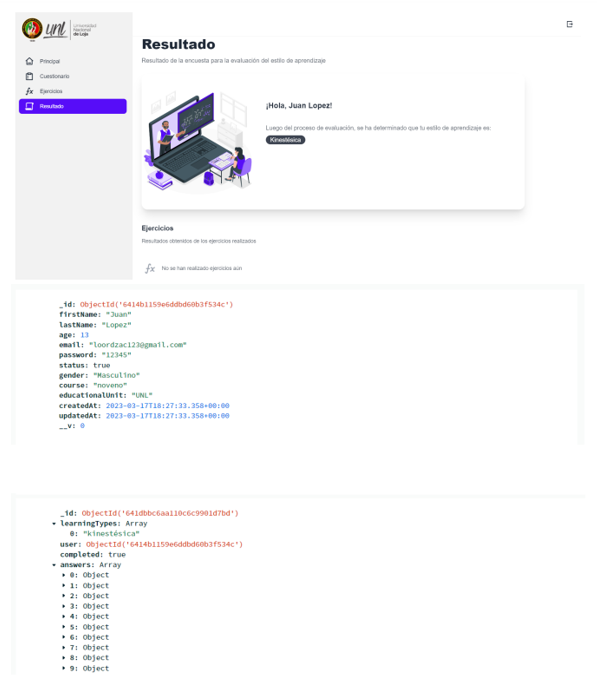 unl
Universidad
Nacional
de Loja
Principal
Cuestionario
fx Ejercicios
Resultado
Resultado
Resultado de la encuesta para la evaluación del estilo de aprendizaje
¡Hola, Juan Lopez!
Luego del proceso de evaluación, se ha determinado que tu estilo de aprendizaje es:
Kinestésica
Ejercicios
Resultados obtenidos de los ejercicios realizados
fx No se han realizado ejercicios aún
_id: ObjectId('6414b1159e6ddbd60b3f534c')
firstName: "Juan"
lastName: "Lopez"
age: 13
email: "loordzac123@gmail.com"
password: "12345"
status: true
gender: "Masculino"
course: "noveno"
educationalUnit: "UNL"
createdAt: 2023-03-17T18:27:33.358+00:00
updatedAt: 2023-03-17T18:27:33.358+00:00
__v: 0
_id: ObjectId('641dbbc6aa110c6c9901d7bd')
learningTypes: Array
0: "kinestésica"
user: ObjectId('6414b1159e6ddbd60b3f534c')
completed: true
answers: Array
0: Object
1: Object
2: Object
3: Object
4: Object
5: Object
6: Object
7: Object
8: Object
9: Object